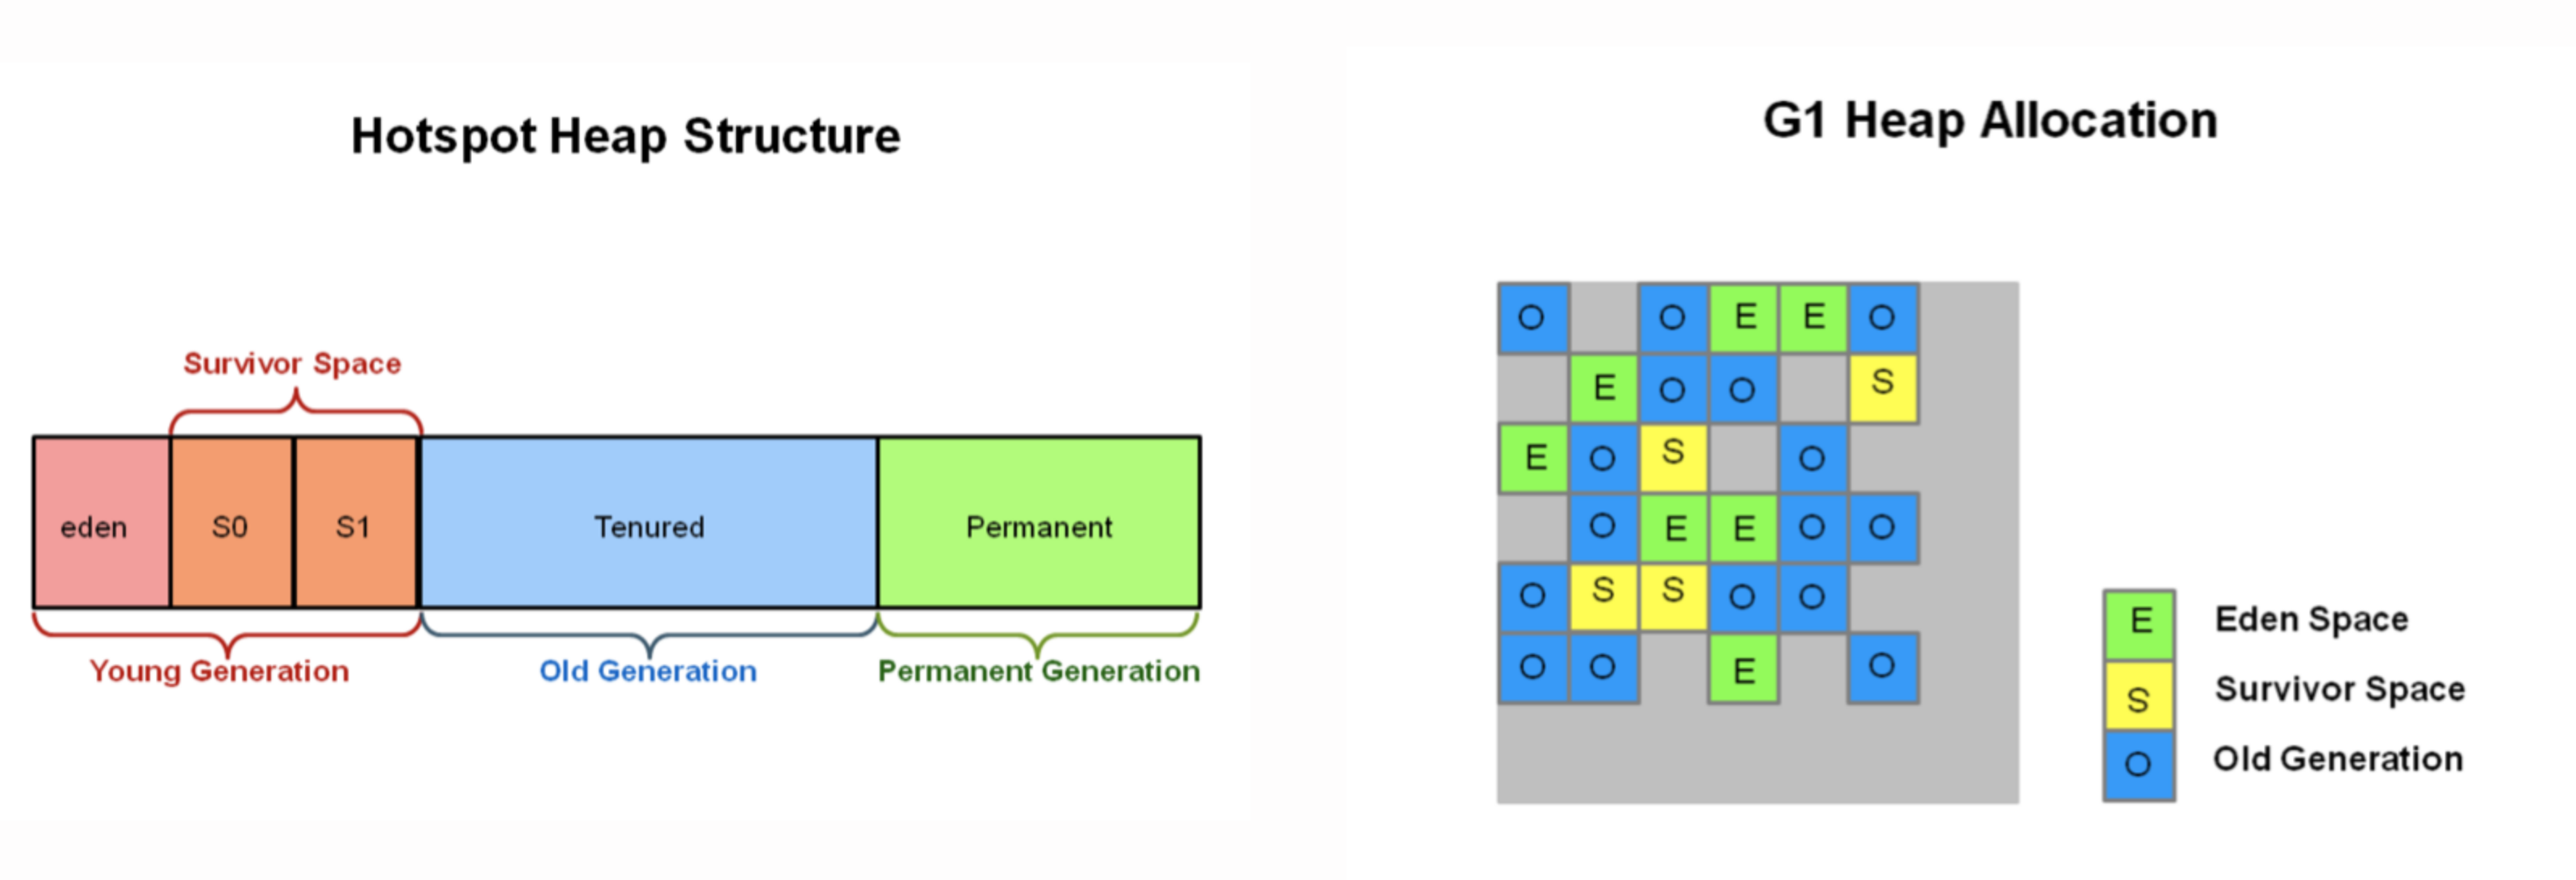 Hotspot Heap Structure
Survivor Space
eden S0 S1 Tenured Permanent
Young Generation Old Generation Permanent Generation
G1 Heap Allocation
O O E E O
E O O S
E O S O
O E E O O
O S S O O
O O E O
E Eden Space
S Survivor Space
O Old Generation